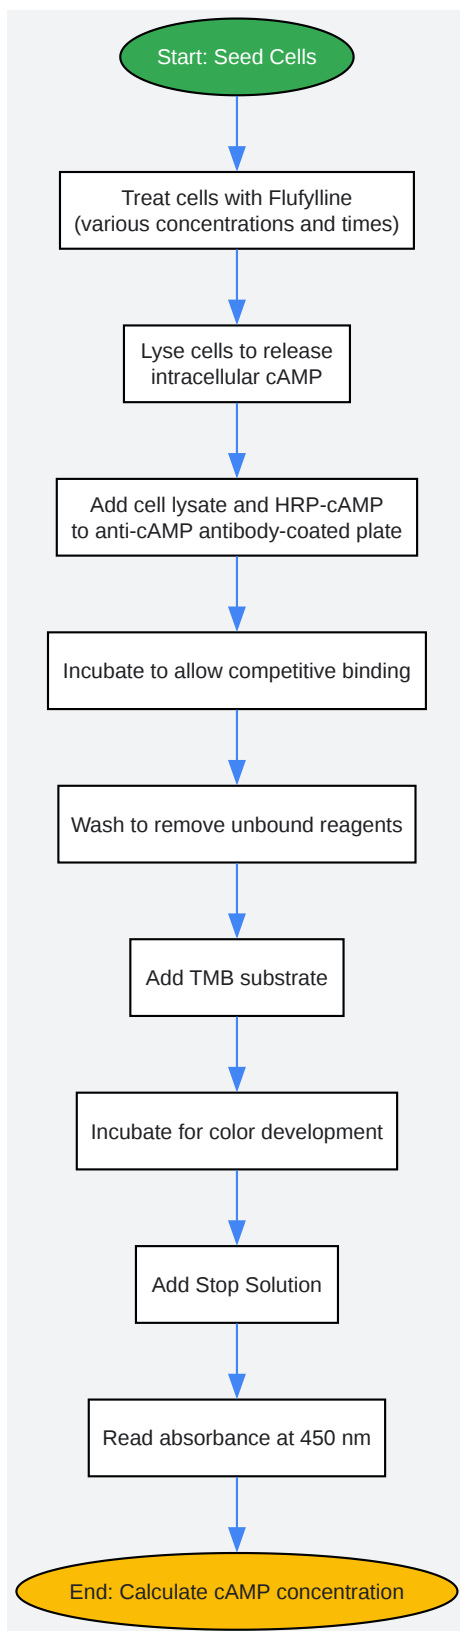 Start: Seed Cells
Treat cells with Flufylline
(various concentrations and times)
Lyse cells to release
intracellular cAMP
Add cell lysate and HRP-cAMP
to anti-cAMP antibody-coated plate
Incubate to allow competitive binding
Wash to remove unbound reagents
Add TMB substrate
Incubate for color development
Add Stop Solution
Read absorbance at 450 nm
End: Calculate cAMP concentration